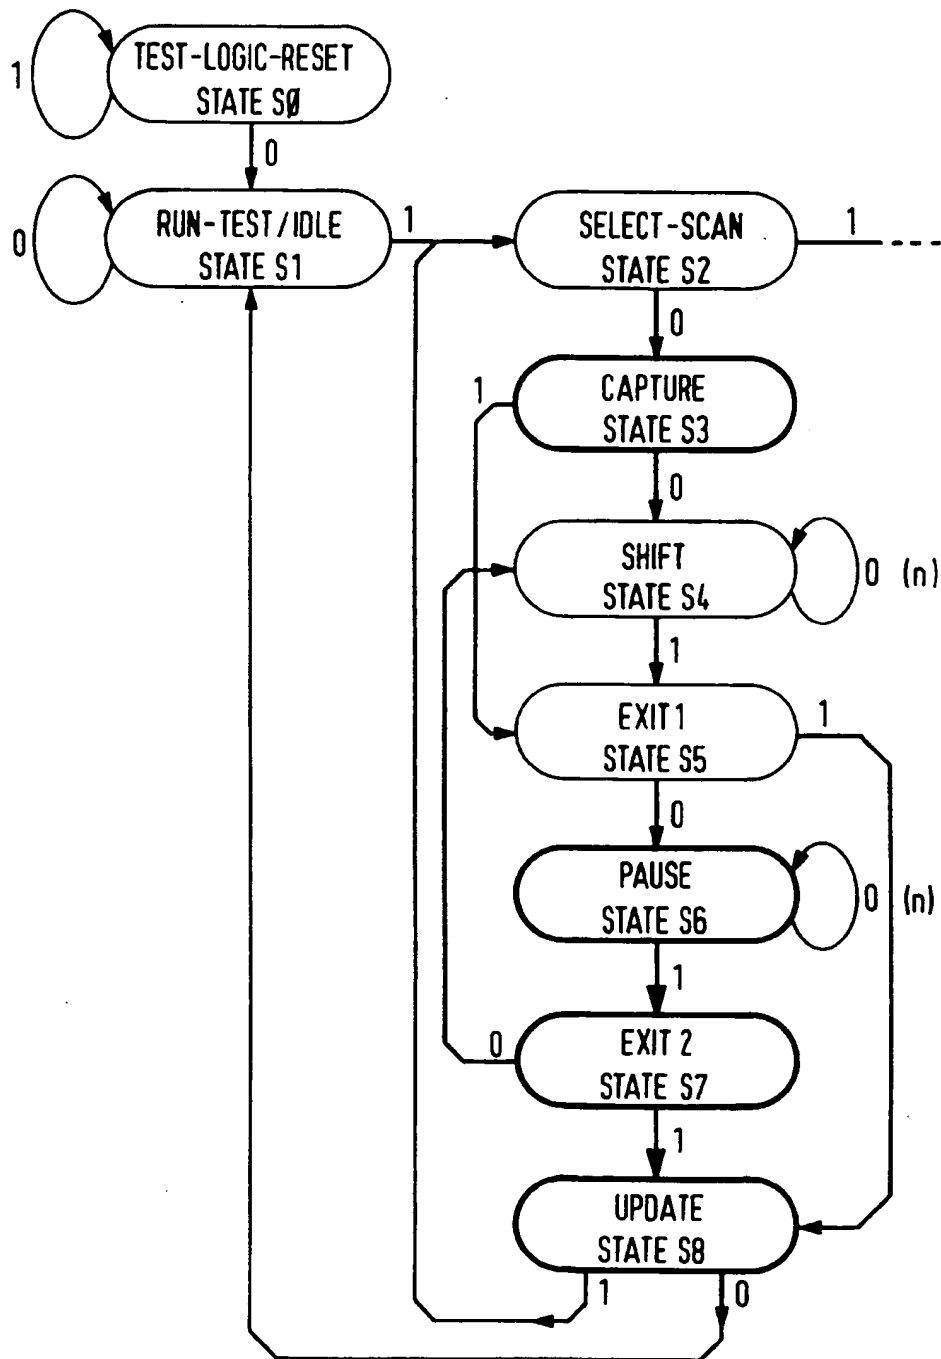 TEST-LOGIC-RESET
STATE SØ
1
0
RUN-TEST/IDLE
STATE S1
0
1
SELECT-SCAN
STATE S2
1
0
CAPTURE
STATE S3
1
0
SHIFT
STATE S4
0 (n)
1
EXIT 1
STATE S5
1
0
PAUSE
STATE S6
0 (n)
1
EXIT 2
STATE S7
0
1
UPDATE
STATE S8
1
0